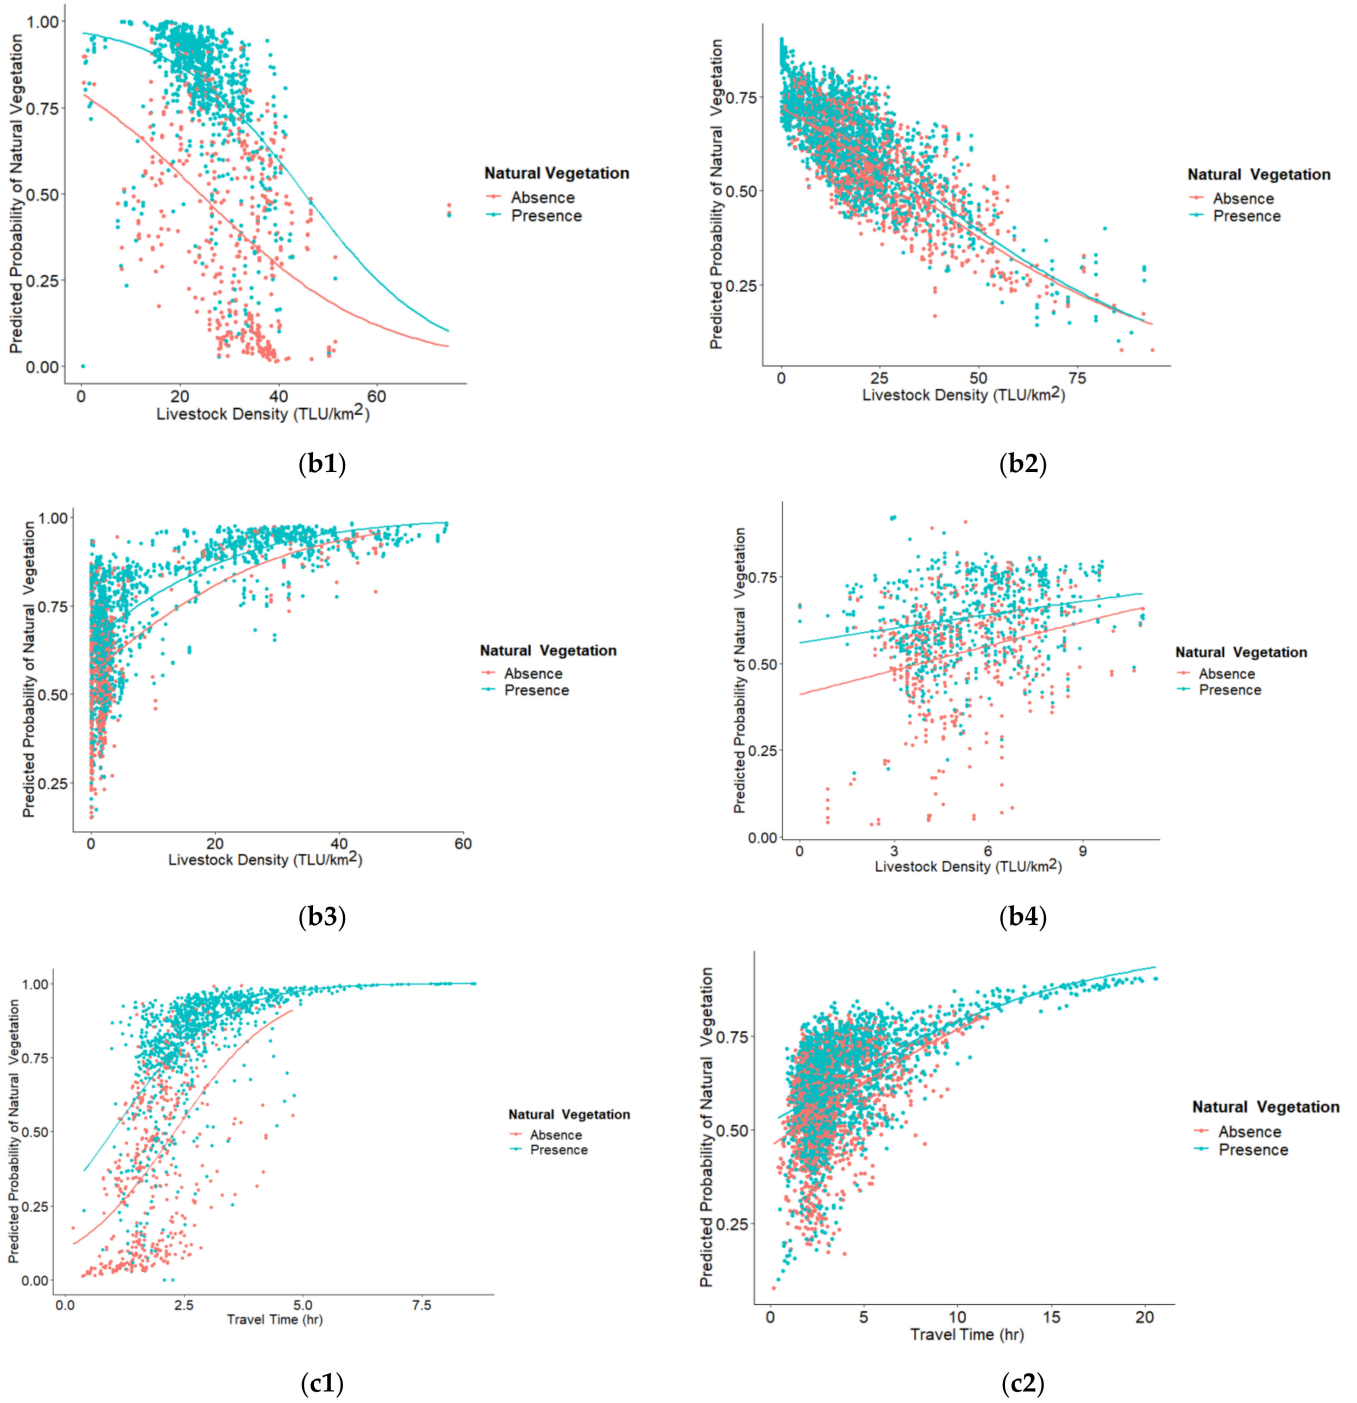 Predicted Probability of Natural Vegetation
1.00
0.75
0.50
0.25
0.00
0 20 40 60
Livestock Density (TLU/km2)
Natural Vegetation
Absence
Presence
(b1)
Predicted Probability of Natural Vegetation
0.75
0.50
0.25
0 25 50 75
Livestock Density (TLU/km2)
Natural Vegetation
Absence
Presence
(b2)
Predicted Probability of Natural Vegetation
1.00
0.75
0.50
0.25
0 20 40 60
Livestock Density (TLU/km2)
Natural Vegetation
Absence
Presence
(b3)
Predicted Probability of Natural Vegetation
0.75
0.50
0.25
0.00
0 3 6 9
Livestock Density (TLU/km2)
Natural Vegetation
Absence
Presence
(b4)
Predicted Probability of Natural Vegetation
1.00
0.75
0.50
0.25
0.00
0.0 2.5 5.0 7.5
Travel Time (hr)
Natural Vegetation
Absence
Presence
(c1)
Predicted Probability of Natural Vegetation
0.75
0.50
0.25
0 5 10 15 20
Travel Time (hr)
Natural Vegetation
Absence
Presence
(c2)